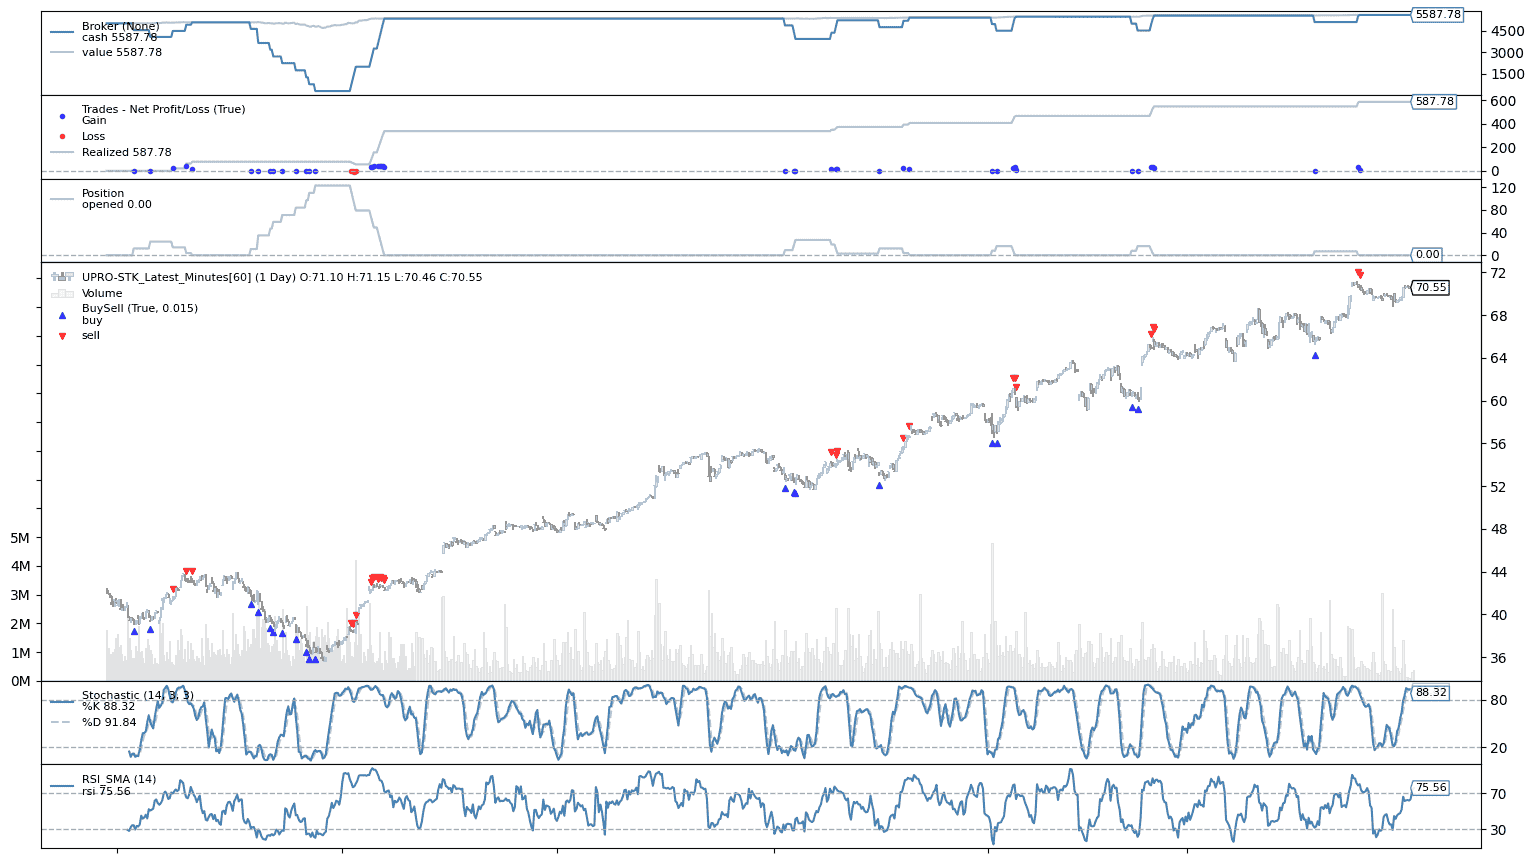 Broker (None)
cash 5587.78
value 5587.78
5587.78
4500
3000
1500
Trades - Net Profit/Loss (True)
Gain
Loss
Realized 587.78
600
587.78
400
200
0
Position
opened 0.00
120
80
40
0
0.00
UPRO-STK_Latest_Minutes[60] (1 Day) O:71.10 H:71.15 L:70.46 C:70.55
Volume
BuySell (True, 0.015)
buy
sell
72
70.55
68
64
60
56
52
48
44
40
36
5M
4M
3M
2M
1M
0M
Stochastic (14, 3, 3)
%K 88.32
%D 91.84
88.32
80
20
RSI_SMA (14)
rsi 75.56
75.56
70
30